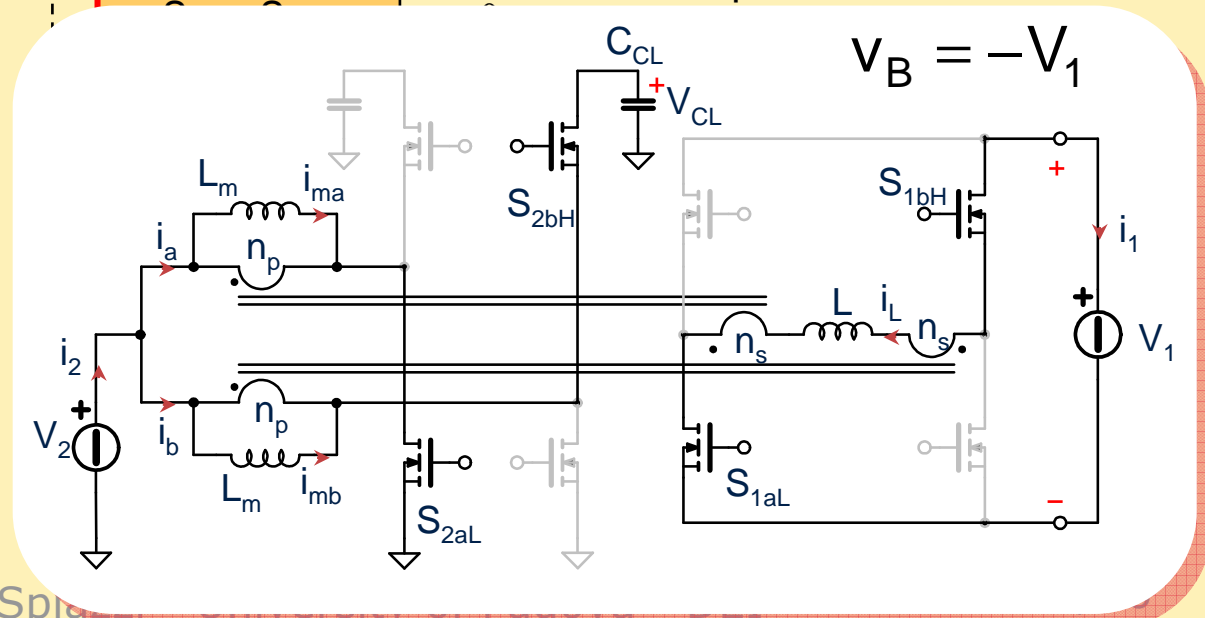 v_B = −V_1
C_CL
+
V_CL
L_m
i_ma
S_2bH
S_1bH
+
i_a
n_p
i_1
L
i_L
n_s
n_s
+
V_1
i_2
+
V_2
i_b
n_p
L_m
i_mb
S_2aL
S_1aL
−